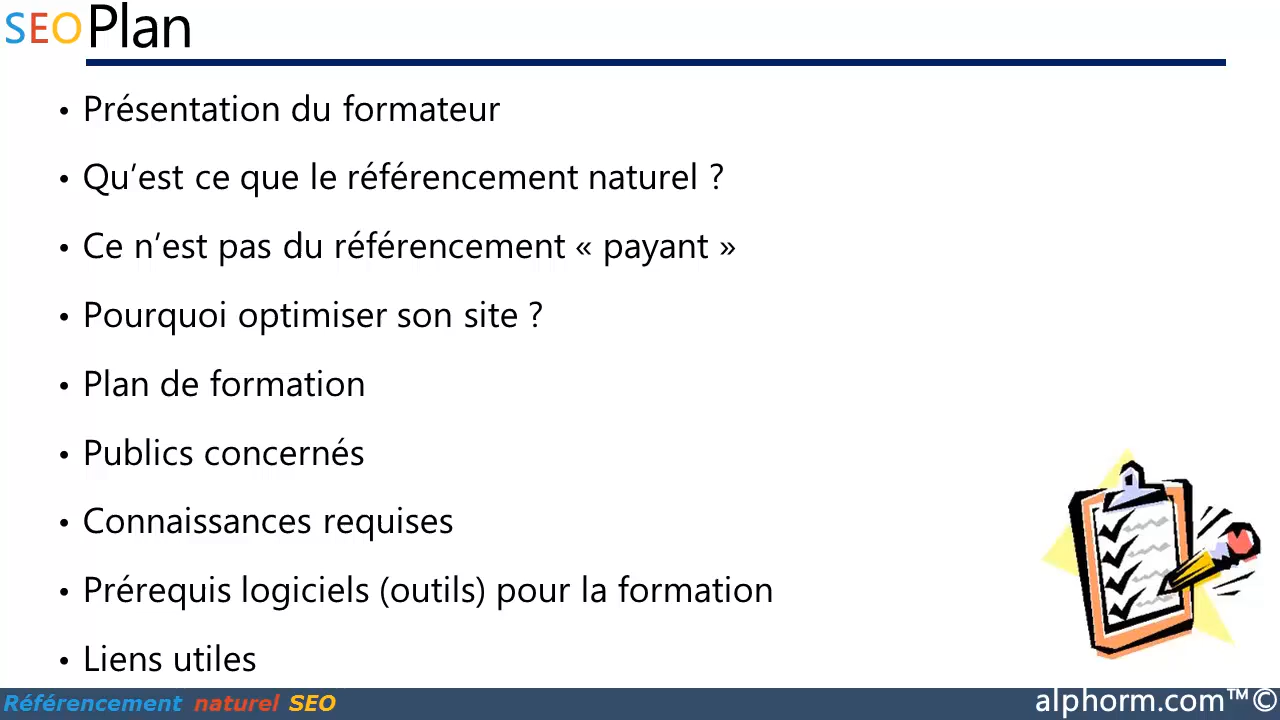 SEO Plan
• Présentation du formateur
• Qu’est ce que le référencement naturel ?
• Ce n’est pas du référencement « payant »
• Pourquoi optimiser son site ?
• Plan de formation
• Publics concernés
• Connaissances requises
• Prérequis logiciels (outils) pour la formation
• Liens utiles
Référencement naturel SEO
alphorm.com™©